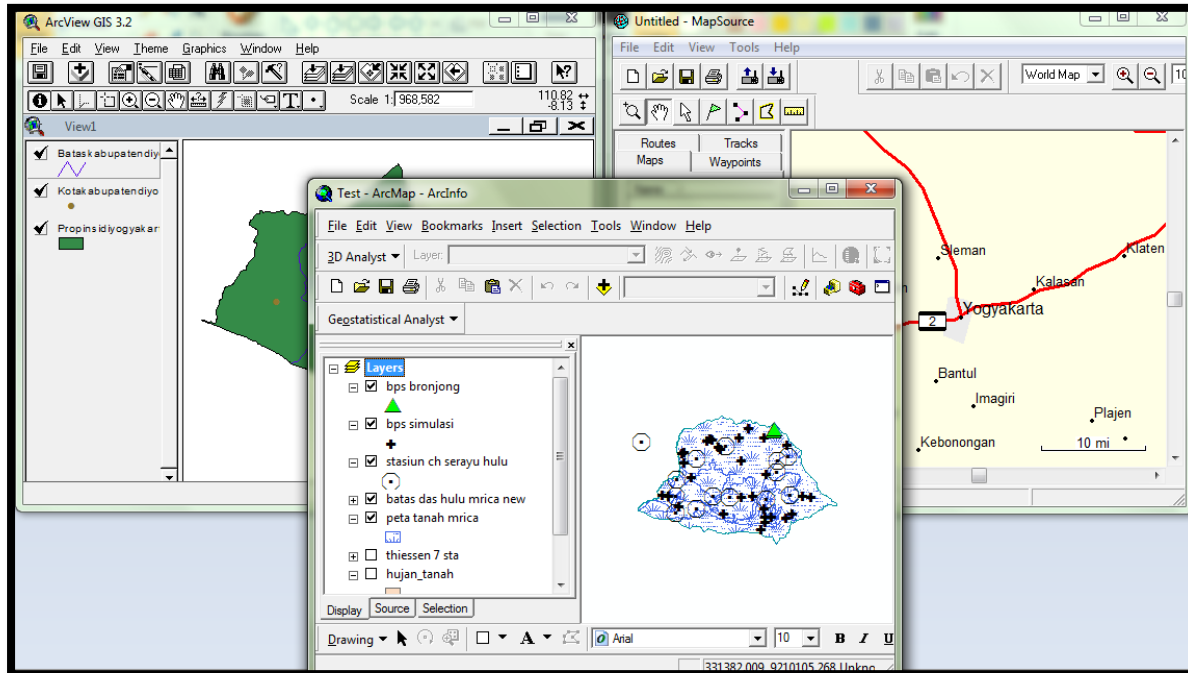 ArcView GIS 3.2
File Edit View Theme Graphics Window Help
Scale 1: 968,582
110.82
-8.13
View1
Bataskabupatendiy
Kotakabupatendiyo
Propinsidiyogyakar
Untitled - MapSource
File Edit View Tools Help
World Map
10
Routes Tracks
Maps Waypoints
Sleman
Klaten
Kalasan
Yogyakarta
2
Bantul
Imagiri
Plajen
Kebonongan
10 mi
Test - ArcMap - ArcInfo
File Edit View Bookmarks Insert Selection Tools Window Help
3D Analyst Layer:
Geostatistical Analyst
Layers
bps bronjong
bps simulasi
stasiun ch serayu hulu
batas das hulu mrica new
peta tanah mrica
thiessen 7 sta
hujan_tanah
Display Source Selection
Drawing A Arial 10 B I U
331382.009 9210105.268 Unkno